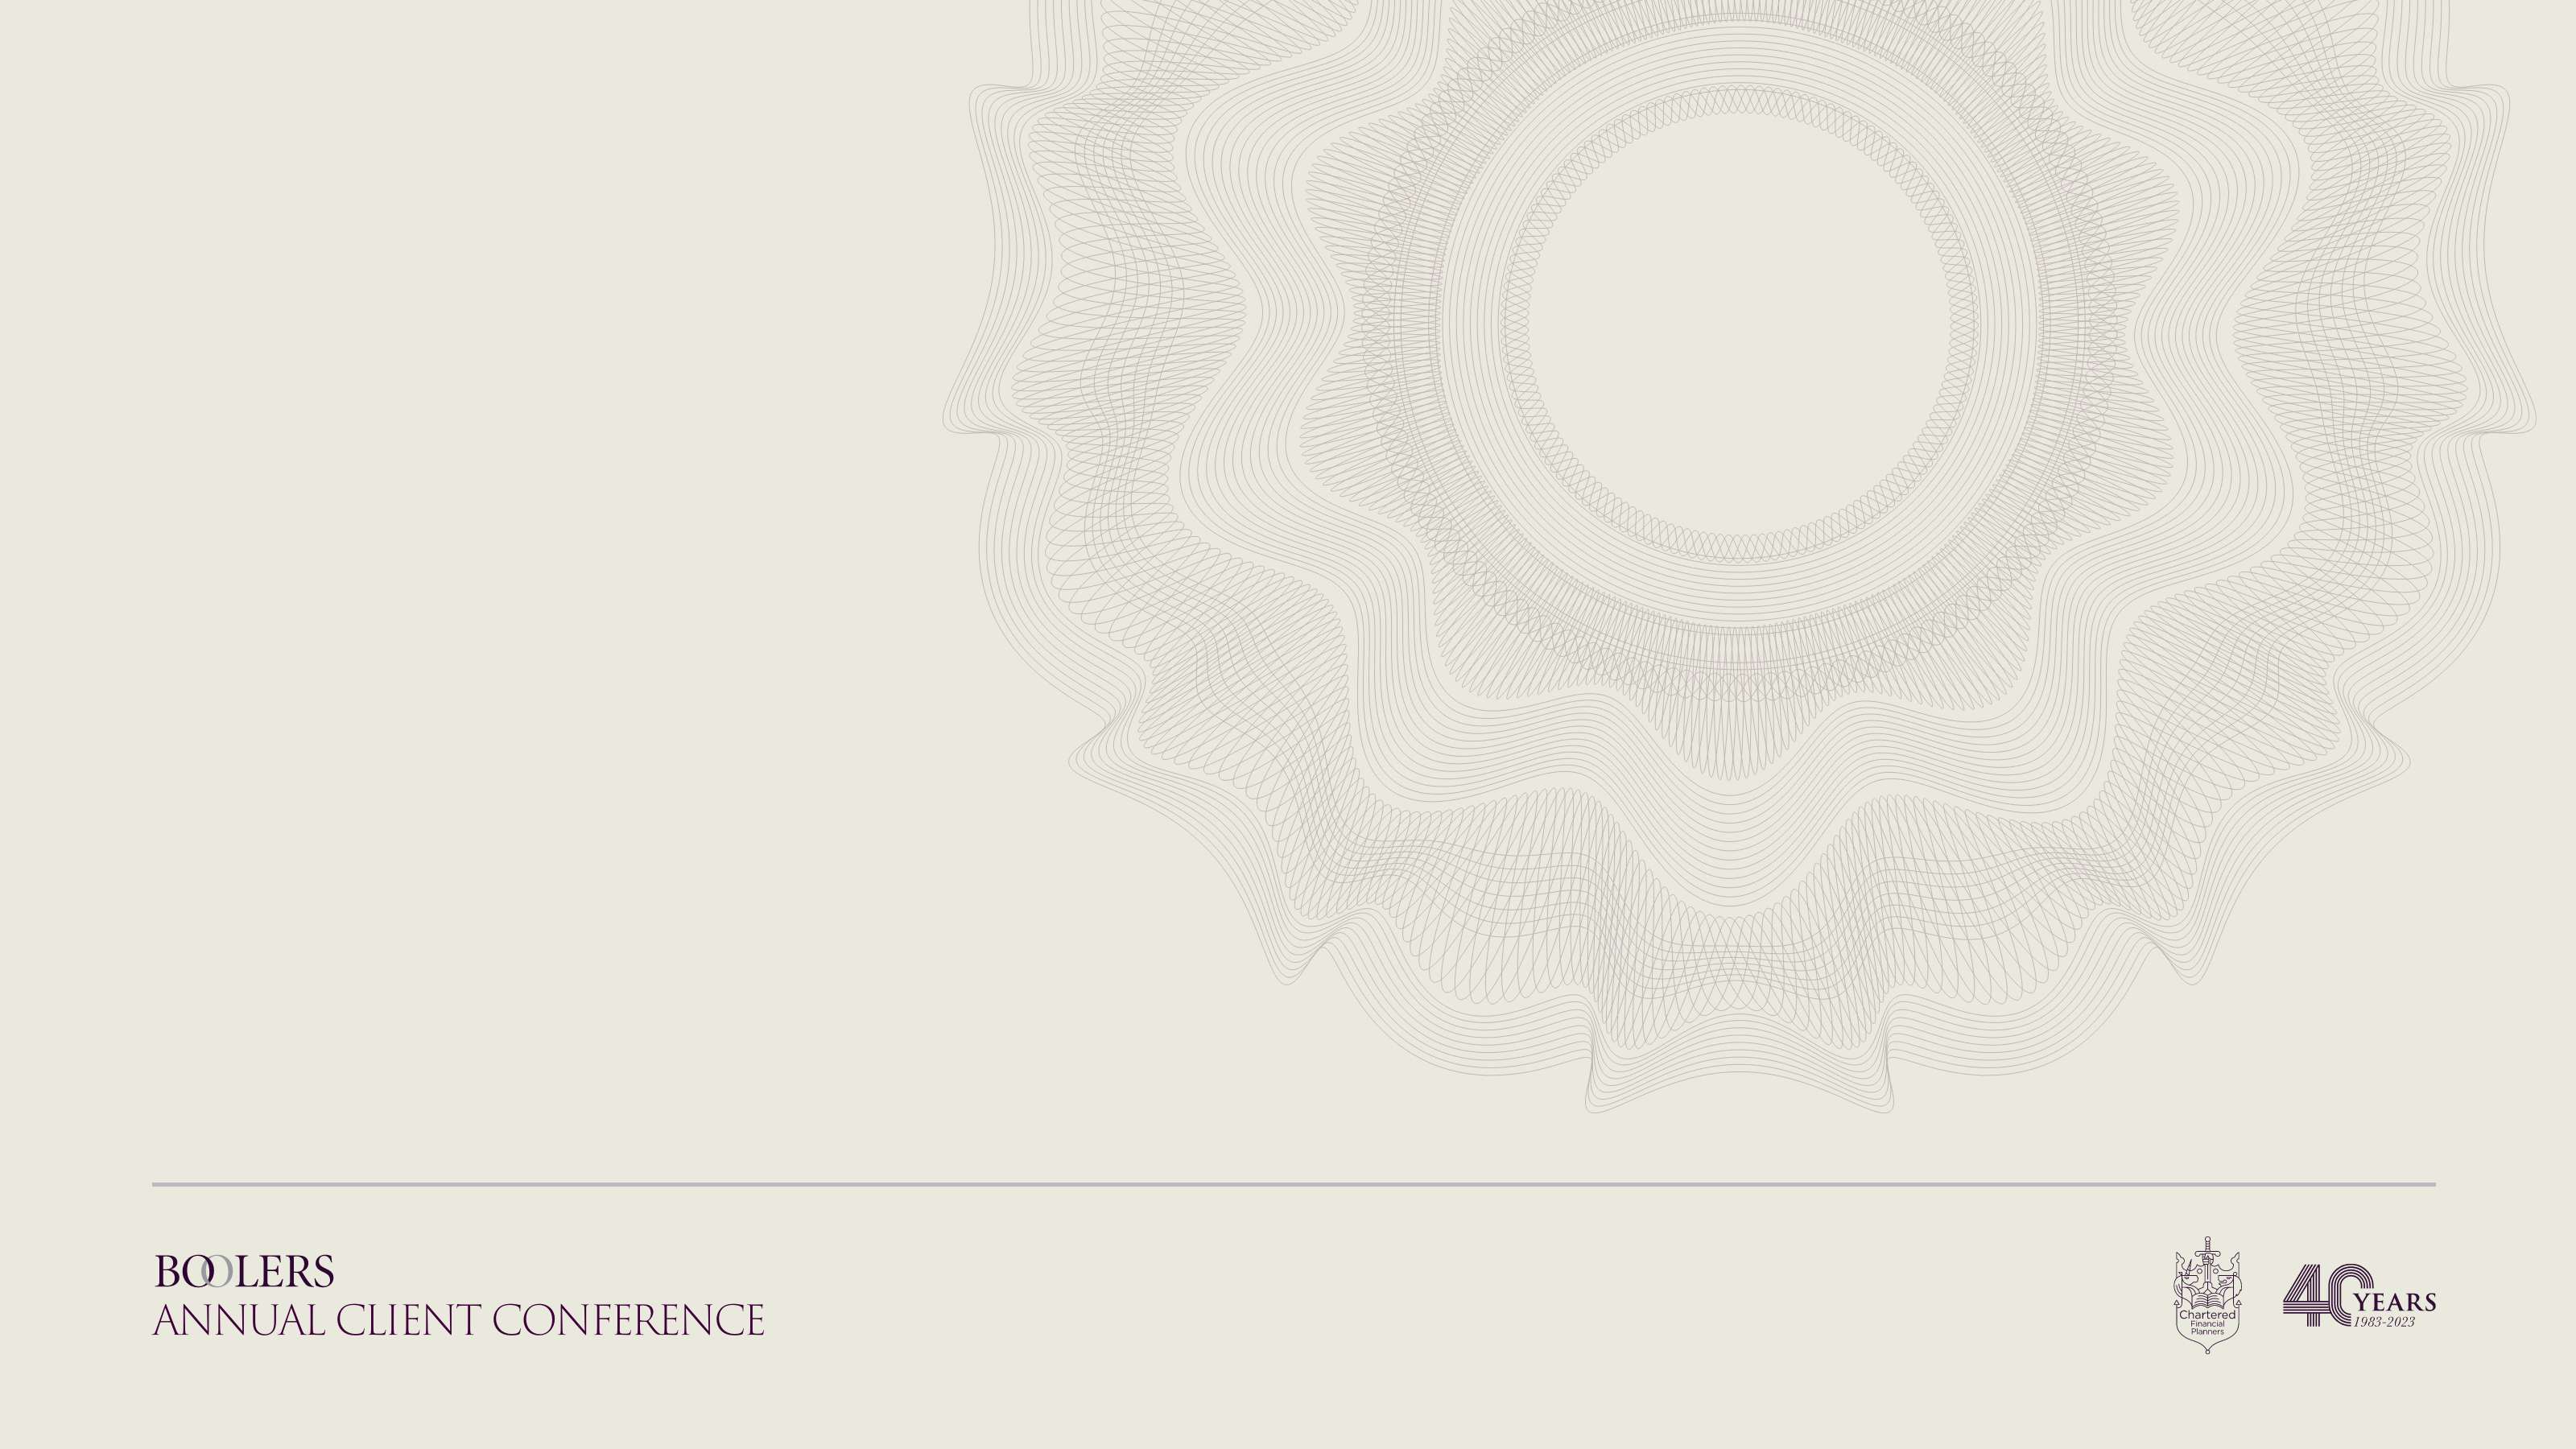 BOOLERS
ANNUAL CLIENT CONFERENCE
Chartered
Financial
Planners
40 YEARS
1983-2023